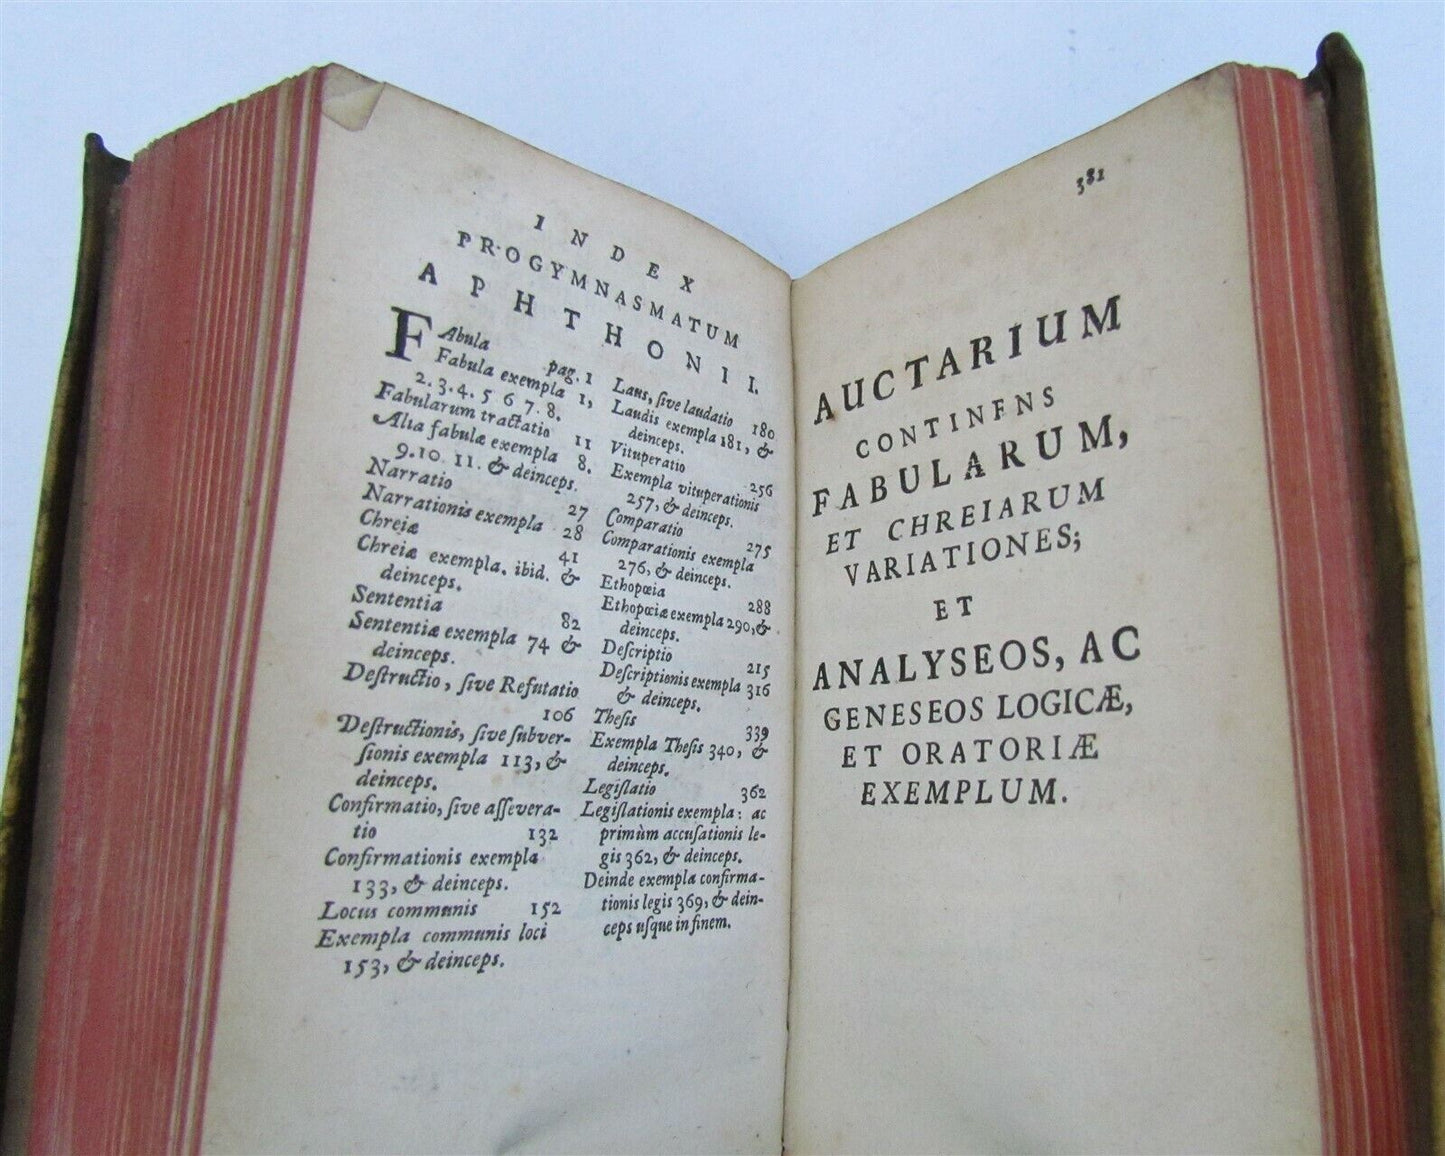 INDEX
PROGYMNASMATUM
APHTHONII.
FAbula pag. 1
Fabula exempla 1,
2. 3. 4. 5 6 7. 8.
Fabularum tractatio 11
Alia fabulæ exempla 8.
9. 10. 11. & deinceps.
Narratio 27
Narrationis exempla 28
Chreiæ 41
Chreiæ exempla. ibid. &
deinceps.
Sententia 82
Sententiæ exempla 74 &
deinceps.
Deſtructio, ſive Refutatio
106
Deſtructionis, ſive ſubver-
ſionis exempla 113, &
deinceps.
Confirmatio, ſive aſſevera-
tio 132
Confirmationis exempla
133, & deinceps.
Locus communis 152
Exempla communis loci
153, & deinceps.
Laus, ſive laudatio 180
Laudis exempla 181, &
deinceps.
Vituperatio 256
Exempla vituperationis
257, & deinceps.
Comparatio 275
Comparationis exempla
276, & deinceps.
Ethopœia 288
Ethopœiæ exempla 290, &
deinceps.
Deſcriptio 215
Deſcriptionis exempla 316
& deinceps.
Theſis 339
Exempla Theſis 340, &
deinceps.
Legiſlatio 362
Legiſlationis exempla: ac
primùm accuſationis le-
gis 362, & deinceps.
Deinde exempla confirma-
tionis legis 369, & dein-
ceps uſque in finem.
381
AUCTARIUM
CONTINENS
FABULARUM,
ET CHREIARUM
VARIATIONES;
ET
ANALYSEOS, AC
GENESEOS LOGICÆ,
ET ORATORIÆ
EXEMPLUM.